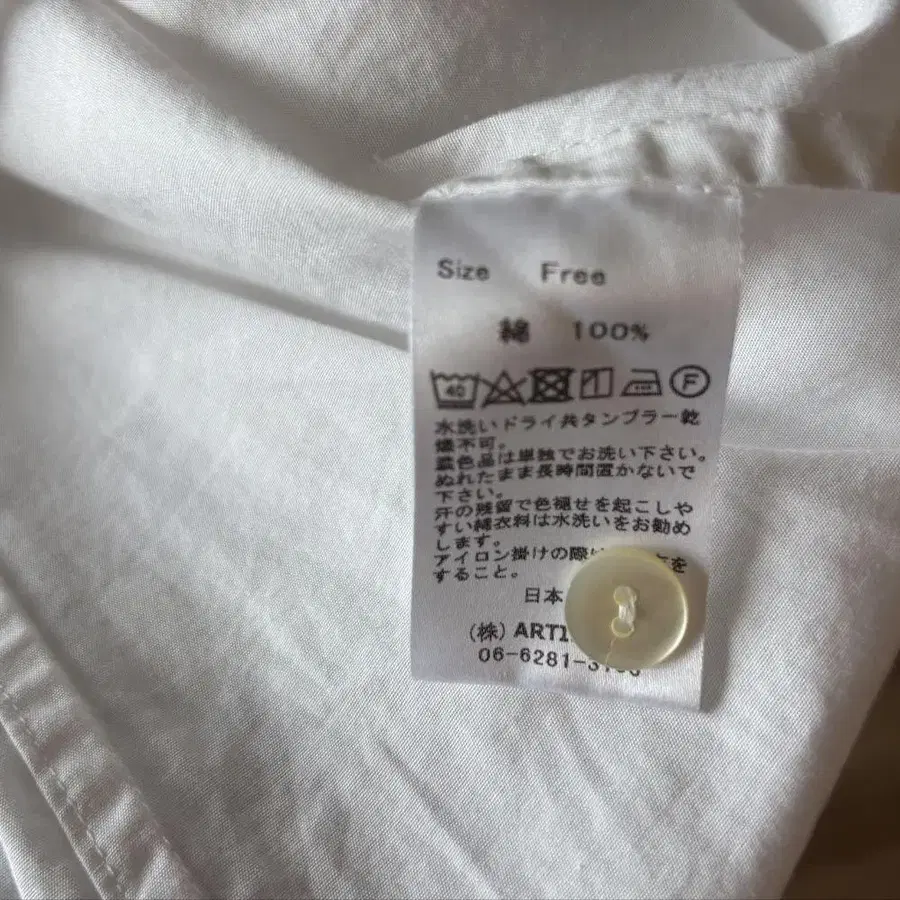 Size Free
綿 100%
40 F
水洗いドライ共タンブラー乾
燥不可。
濃色品は単独でお洗い下さい。
ぬれたまま長時間置かないで
下さい。
汗の残留で色褪せを起こしや
すい綿衣料は水洗いをお勧め
します。
アイロン掛けの際は を
すること。
日本
(株) ART
06-6281-